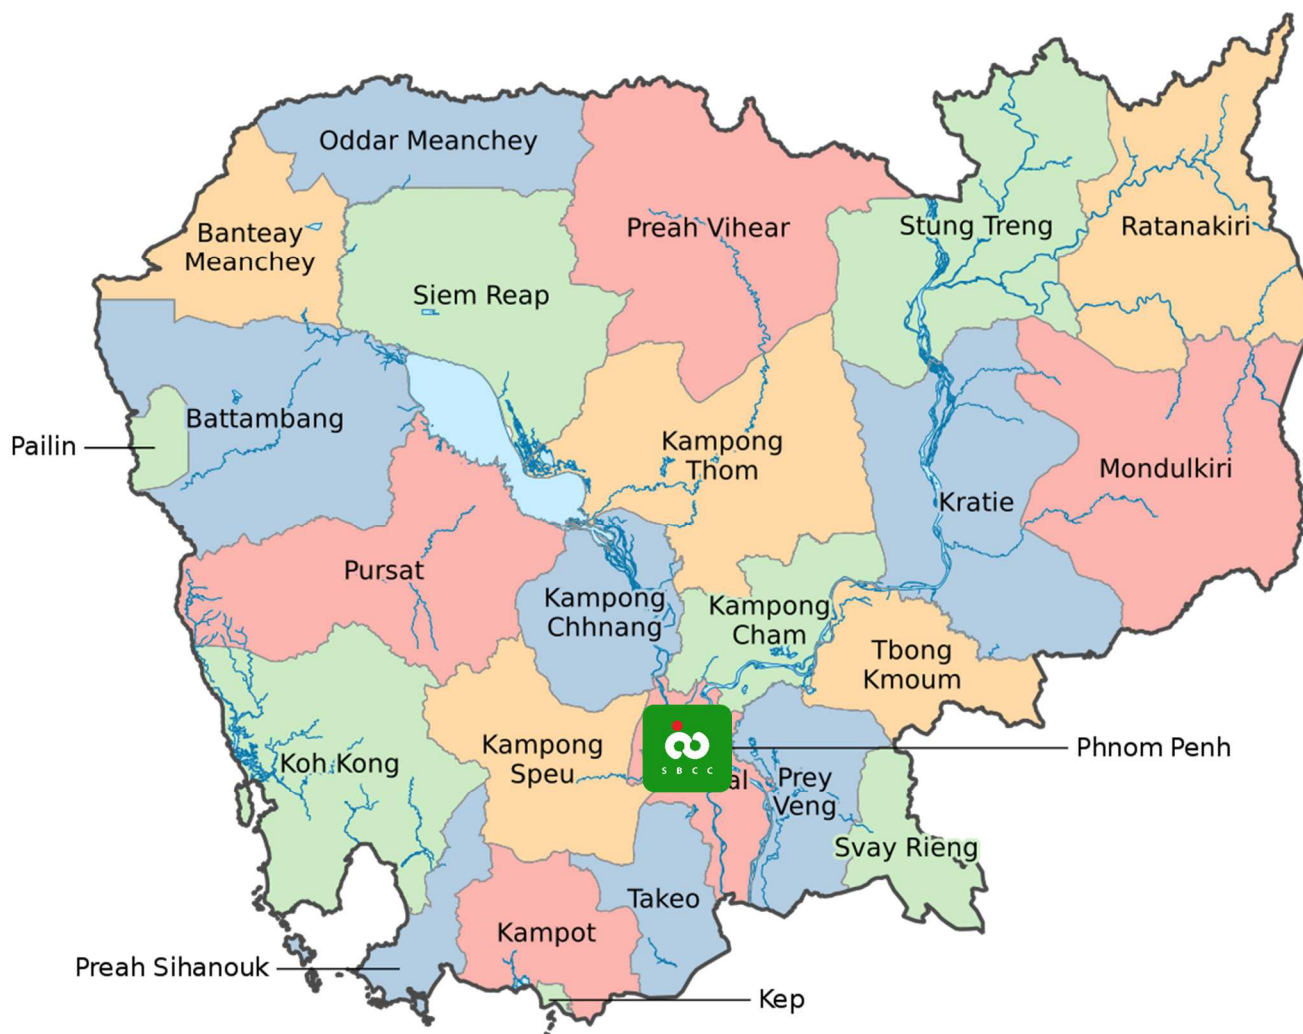 Oddar Meanchey
Banteay
Meanchey
Preah Vihear
Stung Treng
Ratanakiri
Siem Reap
Battambang
Pailin
Kampong
Thom
Mondulkiri
Kratie
Pursat
Kampong
Chhnang
Kampong
Cham
Tbong
Kmoum
Koh Kong
Kampong
Speu
SBCC
al
Phnom Penh
Prey
Veng
Svay Rieng
Takeo
Kampot
Preah Sihanouk
Kep